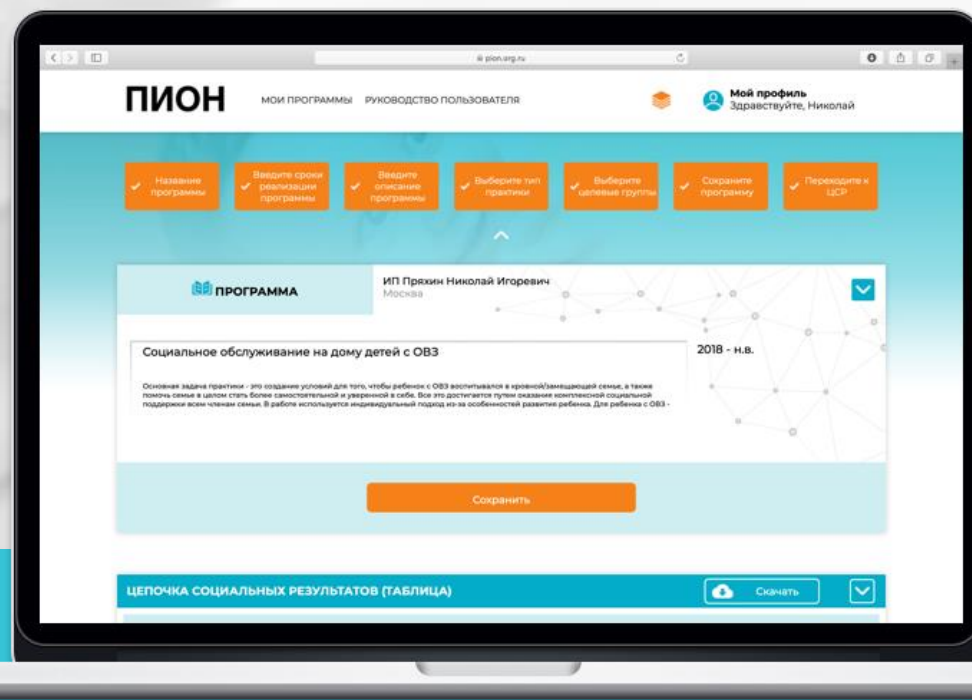 pion.org.ru
ПИОН
МОИ ПРОГРАММЫ РУКОВОДСТВО ПОЛЬЗОВАТЕЛЯ
Мой профиль
Здравствуйте, Николай
Название
программы
Введите сроки
реализации
программы
Введите
описание
программы
Выберите тип
практики
Выберите
целевые группы
Сохраните
программу
Переходите к
ЦСР
ПРОГРАММА
ИП Пряхин Николай Игоревич
Москва
Социальное обслуживание на дому детей с ОВЗ
2018 - н.в.
Основная задача практики - это создание условий для того, чтобы ребенок с ОВЗ воспитывался в кровной/замещающей семье, а также
помочь семье в целом стать более самостоятельной и уверенной в себе. Все это достигается путем оказания комплексной социальной
поддержки всем членам семьи. В работе используется индивидуальный подход из-за особенностей развития ребенка. Для ребенка с ОВЗ -
Сохранить
ЦЕПОЧКА СОЦИАЛЬНЫХ РЕЗУЛЬТАТОВ (ТАБЛИЦА)
Скачать